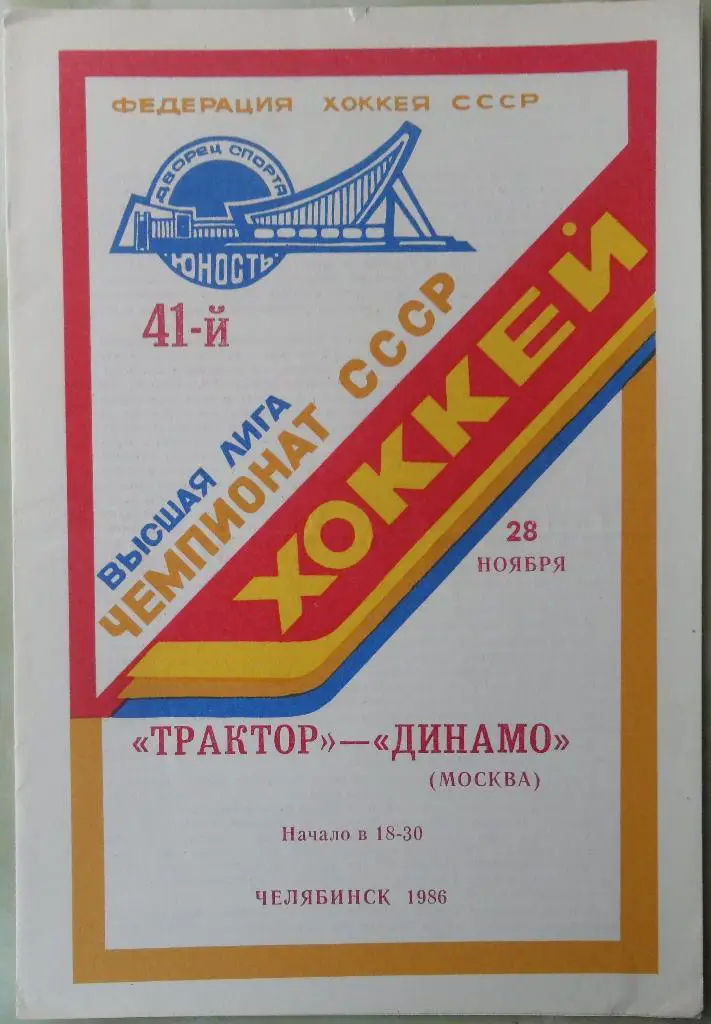 ФЕДЕРАЦИЯ ХОККЕЯ СССР
ДВОРЕЦ СПОРТА
ЮНОСТЬ
41-й
ВЫСШАЯ ЛИГА
ЧЕМПИОНАТ СССР
ХОККЕЙ
28
НОЯБРЯ
«ТРАКТОР»—«ДИНАМО»
(МОСКВА)
Начало в 18-30
ЧЕЛЯБИНСК 1986